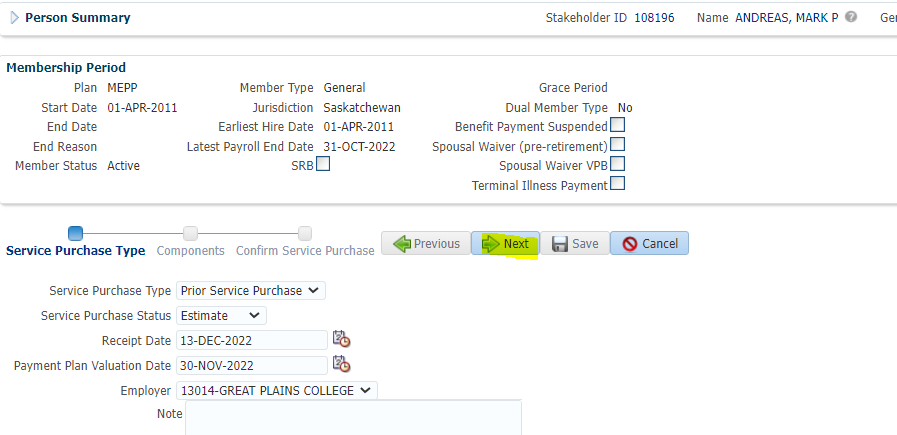 Person Summary Stakeholder ID 108196 Name ANDREAS, MARK P
Membership Period
Plan MEPP Member Type General Grace Period
Start Date 01-APR-2011 Jurisdiction Saskatchewan Dual Member Type No
End Date Earliest Hire Date 01-APR-2011 Benefit Payment Suspended
End Reason Latest Payroll End Date 31-OCT-2022 Spousal Waiver (pre-retirement)
Member Status Active SRB Spousal Waiver VPB
Terminal Illness Payment
Previous Next Save Cancel
Service Purchase Type Components Confirm Service Purchase
Service Purchase Type Prior Service Purchase
Service Purchase Status Estimate
Receipt Date 13-DEC-2022
Payment Plan Valuation Date 30-NOV-2022
Employer 13014-GREAT PLAINS COLLEGE
Note